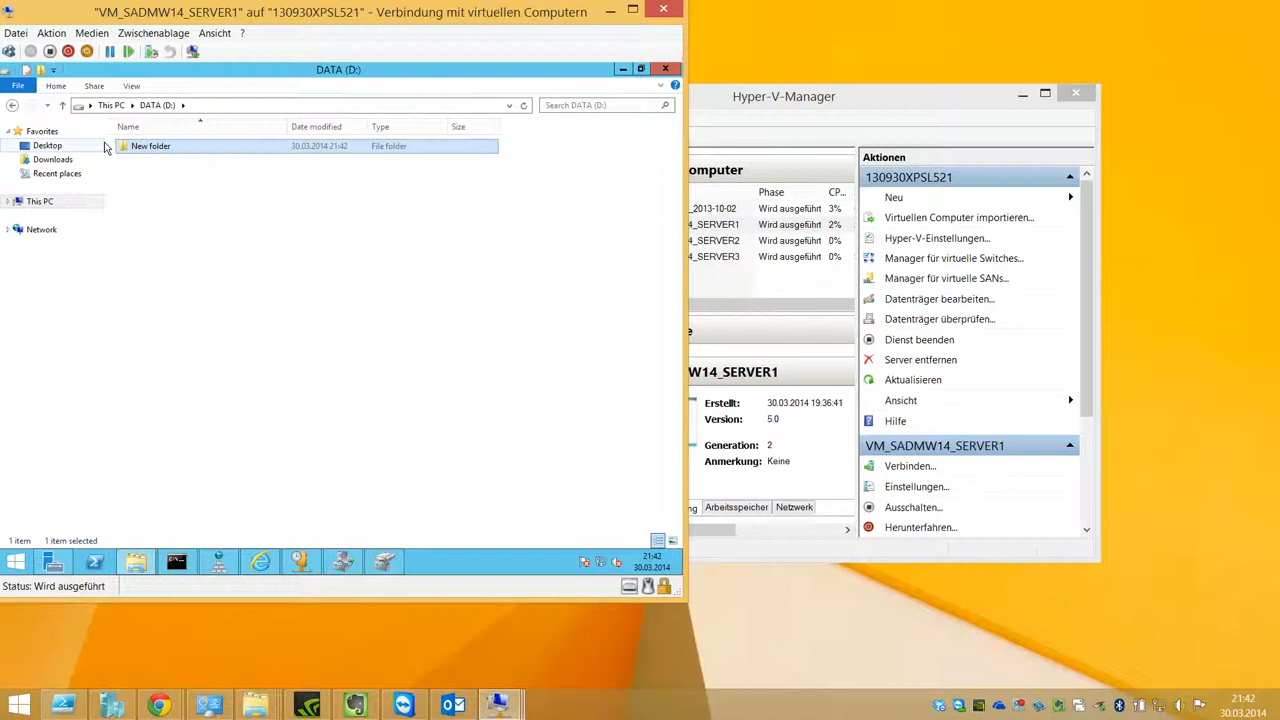 "VM_SADMW14_SERVER1" auf "130930XPSL521" - Verbindung mit virtuellen Computern
Datei Aktion Medien Zwischenablage Ansicht ?
DATA (D:)
File Home Share View
This PC DATA (D:)
Search DATA (D:)
Name Date modified Type Size
New folder 30.03.2014 21:42 File folder
Favorites
Desktop
Downloads
Recent places
This PC
Network
1 item 1 item selected
21:42
30.03.2014
Status: Wird ausgeführt
Hyper-V-Manager
omputer
Phase CP...
_2013-10-02 Wird ausgeführt 3%
4_SERVER1 Wird ausgeführt 2%
4_SERVER2 Wird ausgeführt 0%
4_SERVER3 Wird ausgeführt 0%
e
W14_SERVER1
Erstellt: 30.03.2014 19:36:41
Version: 5.0
Generation: 2
Anmerkung: Keine
ng Arbeitsspeicher Netzwerk
Aktionen
130930XPSL521
Neu
Virtuellen Computer importieren...
Hyper-V-Einstellungen...
Manager für virtuelle Switches...
Manager für virtuelle SANs...
Datenträger bearbeiten...
Datenträger überprüfen...
Dienst beenden
Server entfernen
Aktualisieren
Ansicht
Hilfe
VM_SADMW14_SERVER1
Verbinden...
Einstellungen...
Ausschalten...
Herunterfahren...
21:42
30.03.2014